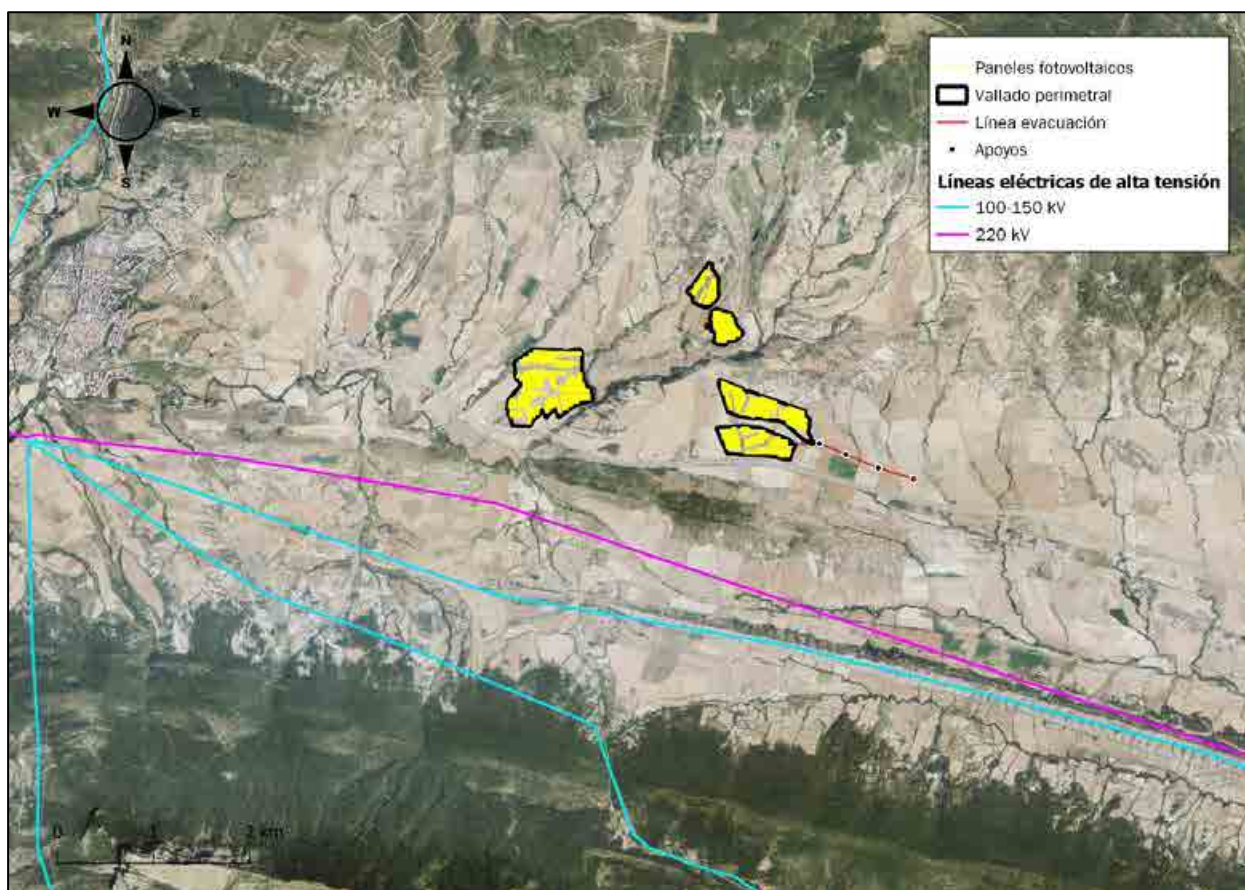 N
W E
S
Paneles fotovoltaicos
Vallado perimetral
Línea evacuación
Apoyos
Líneas eléctricas de alta tensión
100-150 kV
220 kV
0 1 2 km